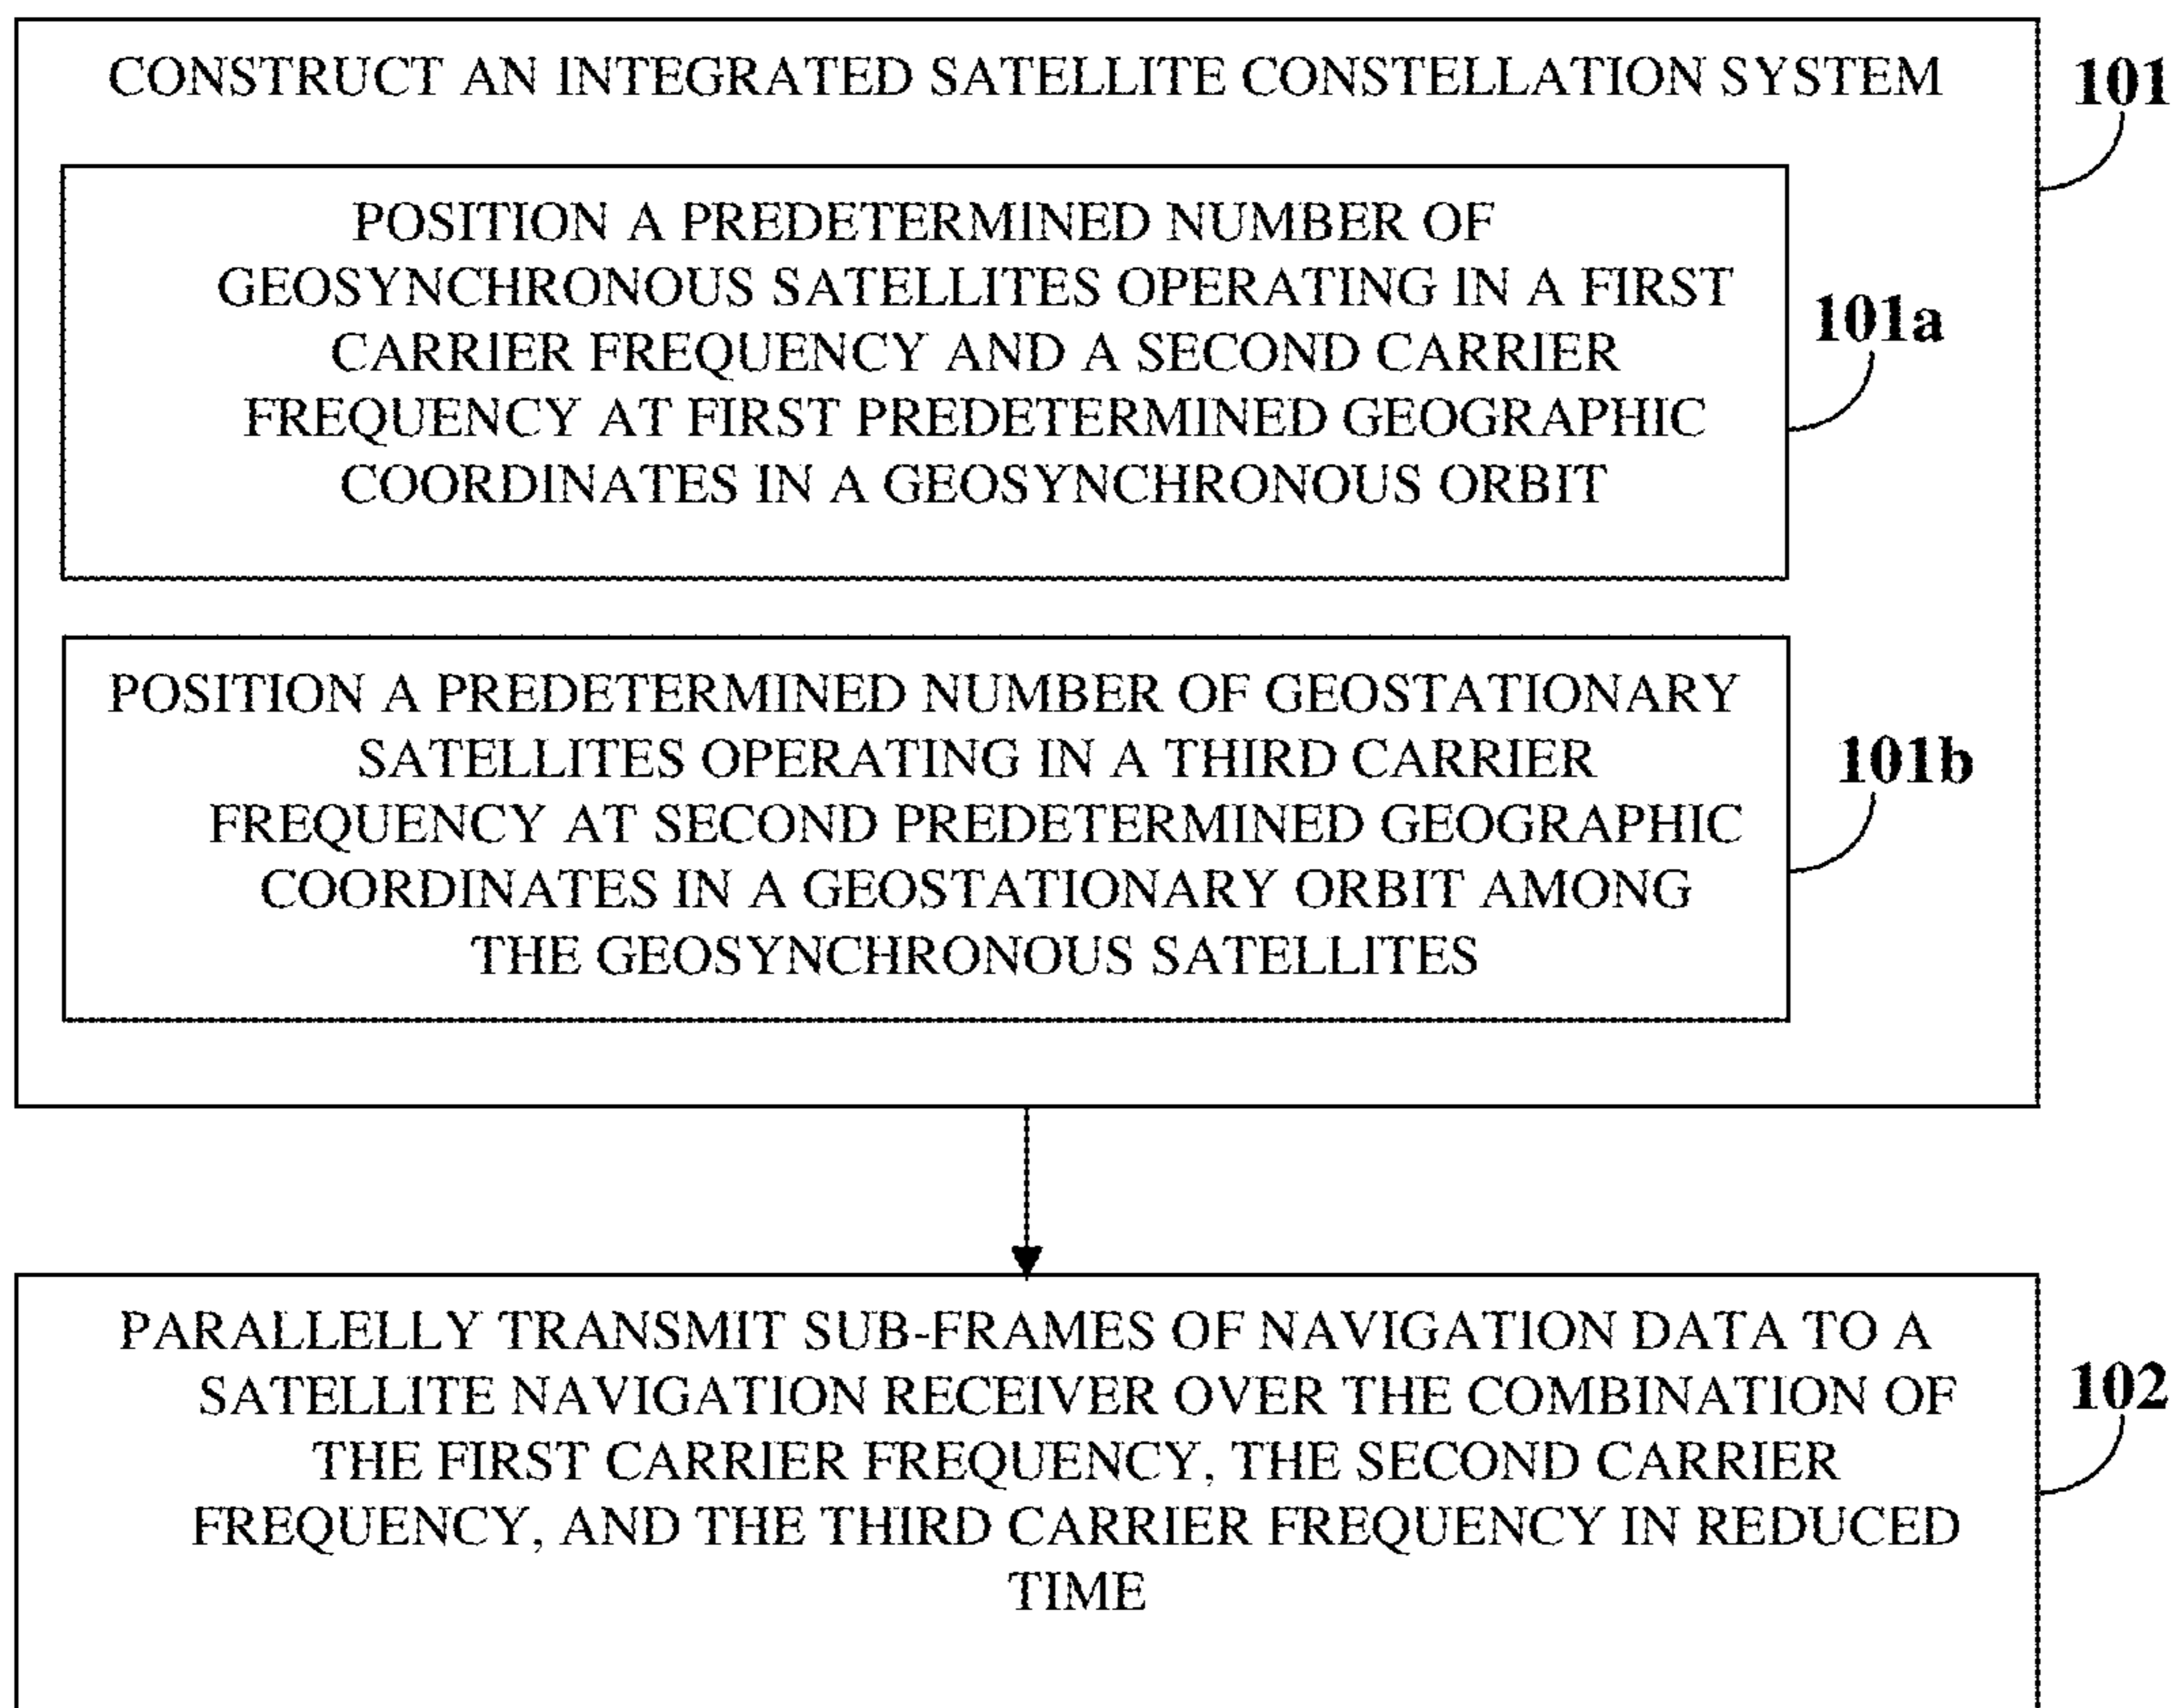 CONSTRUCT AN INTEGRATED SATELLITE CONSTELLATION SYSTEM
101
POSITION A PREDETERMINED NUMBER OF
GEOSYNCHRONOUS SATELLITES OPERATING IN A FIRST
CARRIER FREQUENCY AND A SECOND CARRIER
FREQUENCY AT FIRST PREDETERMINED GEOGRAPHIC
COORDINATES IN A GEOSYNCHRONOUS ORBIT
101a
POSITION A PREDETERMINED NUMBER OF GEOSTATIONARY
SATELLITES OPERATING IN A THIRD CARRIER
FREQUENCY AT SECOND PREDETERMINED GEOGRAPHIC
COORDINATES IN A GEOSTATIONARY ORBIT AMONG
THE GEOSYNCHRONOUS SATELLITES
101b
PARALLELLY TRANSMIT SUB-FRAMES OF NAVIGATION DATA TO A
SATELLITE NAVIGATION RECEIVER OVER THE COMBINATION OF
THE FIRST CARRIER FREQUENCY, THE SECOND CARRIER
FREQUENCY, AND THE THIRD CARRIER FREQUENCY IN REDUCED
TIME
102